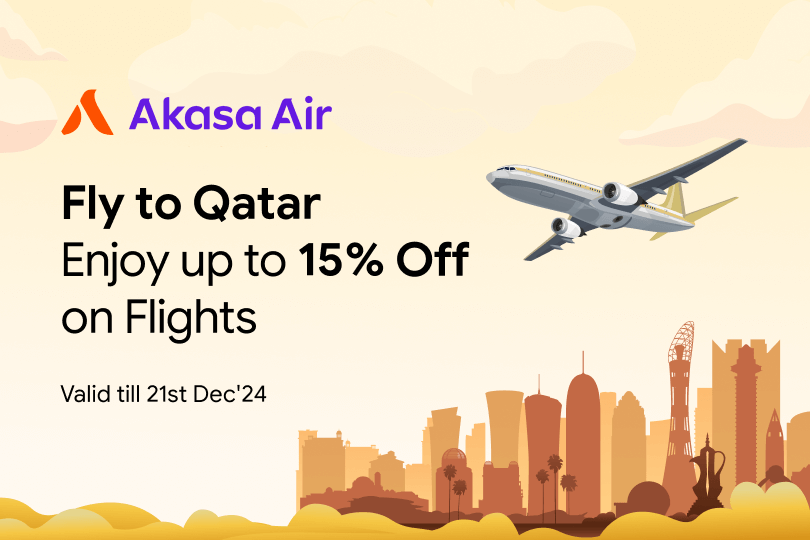 Akasa Air
Fly to Qatar
Enjoy up to 15% Off
on Flights
Valid till 21st Dec'24